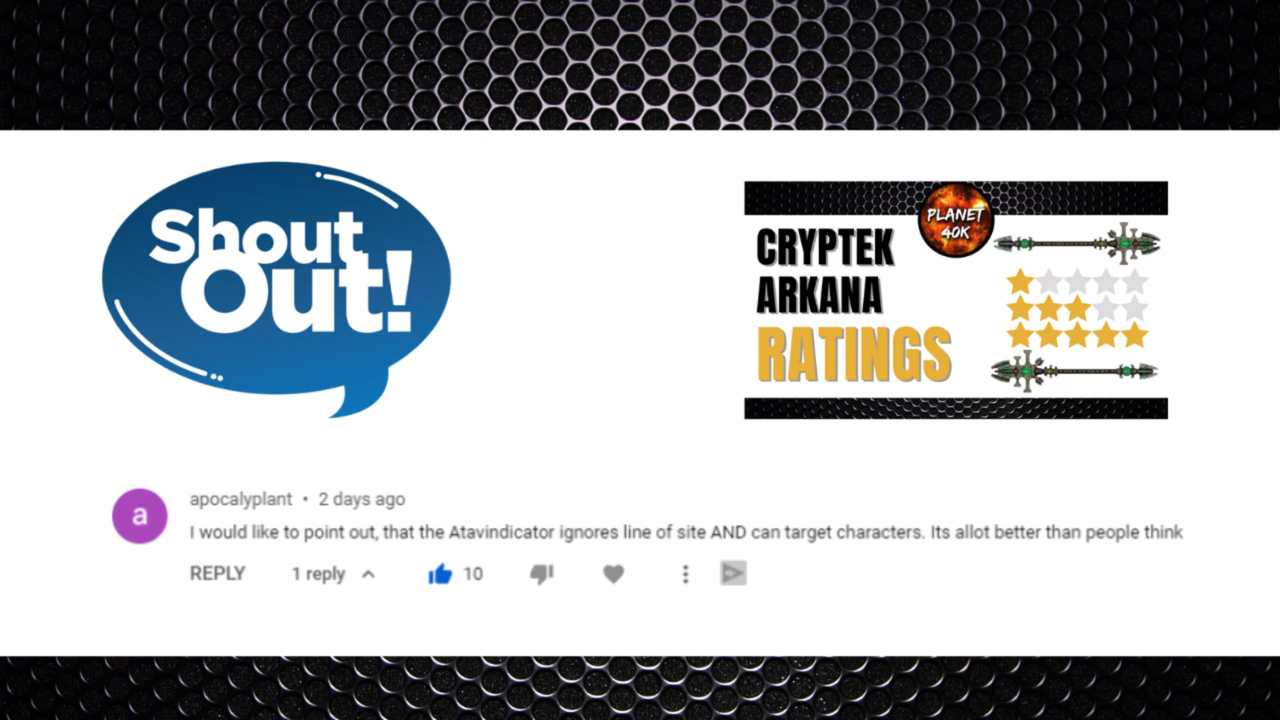 Shout
Out!
PLANET
40K
CRYPTEK
ARKANA
RATINGS
a
apocalyplant • 2 days ago
I would like to point out, that the Atavindicator ignores line of site AND can target characters. Its allot better than people think
REPLY 1 reply 10